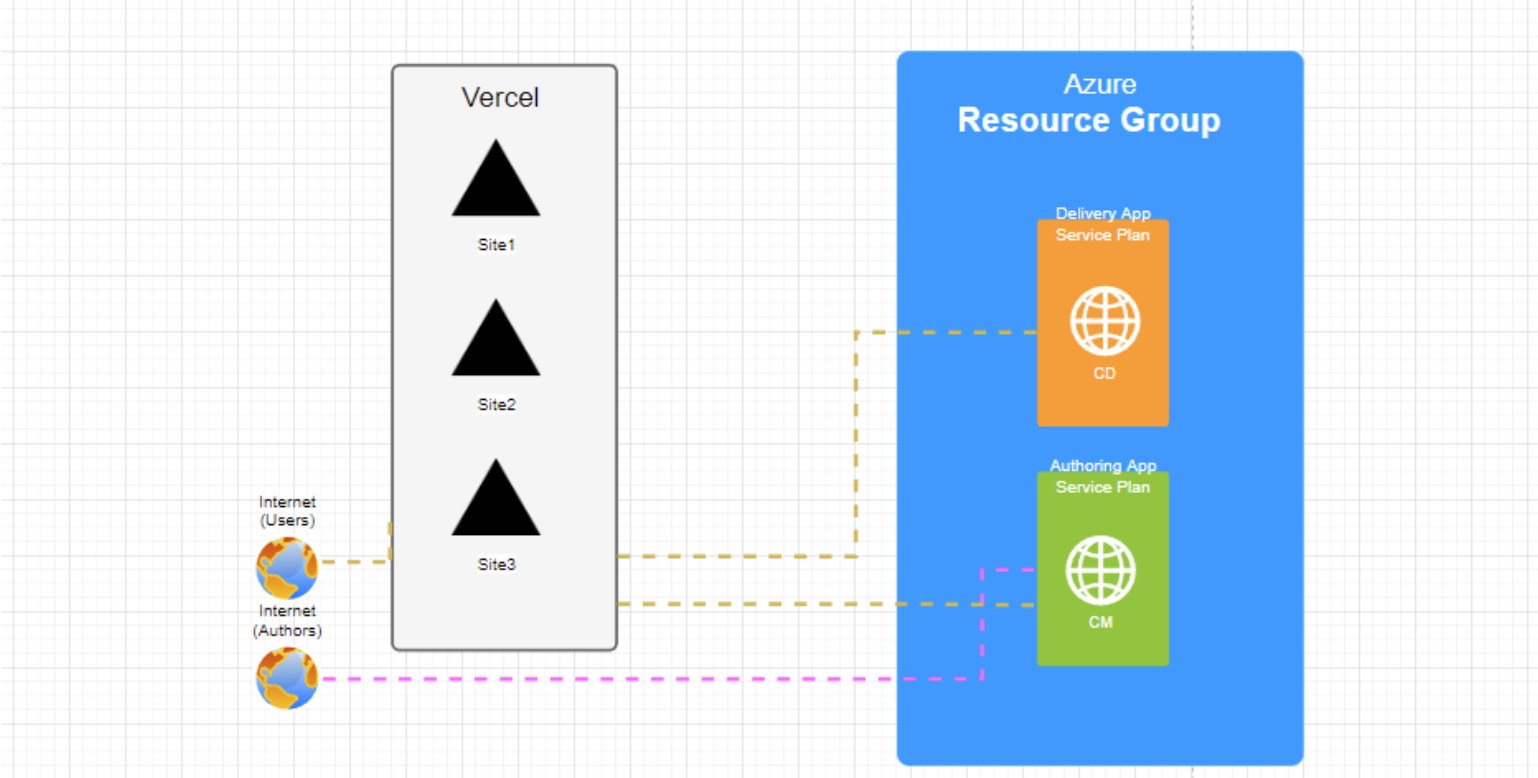 Vercel
Site1
Site2
Site3
Internet
(Users)
Internet
(Authors)
Azure
Resource Group
Delivery App
Service Plan
CD
Authoring App
Service Plan
CM